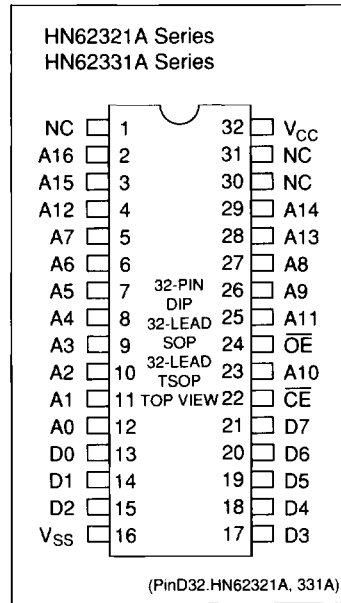 HN62321A Series
HN62331A Series
NC 1 32 VCC
A16 2 31 NC
A15 3 30 NC
A12 4 29 A14
A7 5 28 A13
A6 6 27 A8
A5 7 32-PIN 26 A9
DIP
A4 8 32-LEAD 25 A11
A3 9 SOP 24 OE
32-LEAD
A2 10 TSOP 23 A10
A1 11 TOP VIEW 22 CE
A0 12 21 D7
D0 13 20 D6
D1 14 19 D5
D2 15 18 D4
VSS 16 17 D3
(PinD32.HN62321A, 331A)